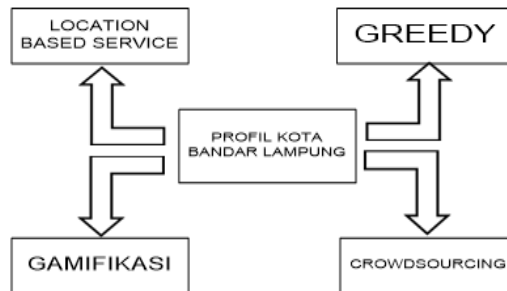 LOCATION
BASED SERVICE
GREEDY
PROFIL KOTA
BANDAR LAMPUNG
GAMIFIKASI
CROWDSOURCING